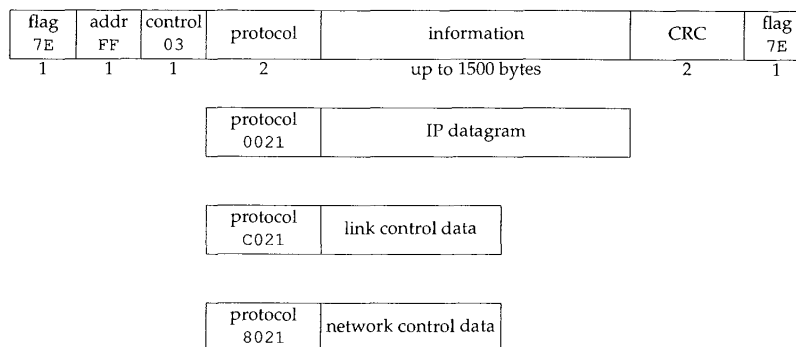 flag addr control protocol information CRC flag
7E FF 03 7E
1 1 1 2 up to 1500 bytes 2 1
protocol IP datagram
0021
protocol link control data
C021
protocol network control data
8021